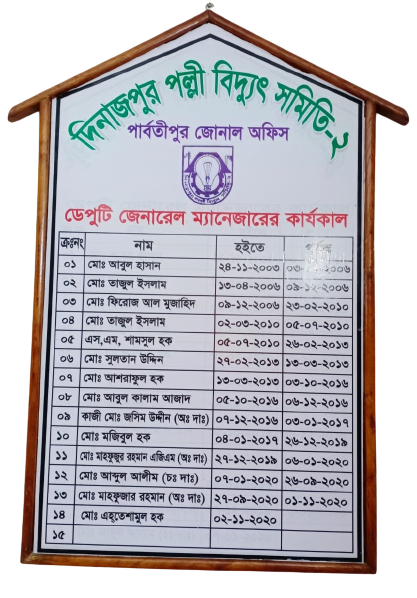 দিনাজপুর পল্লী বিদ্যুৎ সমিতি-২
পার্বতীপুর জোনাল অফিস
ডেপুটি জেনারেল ম্যানেজারের কার্যকাল
ক্রঃনং নাম হইতে পর্যন্ত
০১ মোঃ আবুল হাসান ২৪-১১-২০০৩ ০৩-২০০৬
০২ মোঃ তাজুল ইসলাম ১৩-০৪-২০০৬ ০৯-১২-২০০৬
০৩ মোঃ ফিরোজ আল মুজাহিদ ০৯-১২-২০০৬ ২৩-০২-২০১০
০৪ মোঃ তাজুল ইসলাম ০২-০৩-২০১০ ০৫-০৭-২০১০
০৫ এস,এম, শামসুল হক ০৫-০৭-২০১০ ২৬-০২-২০১৩
০৬ মোঃ সুলতান উদ্দিন ২৭-০২-২০১৩ ১৩-০৩-২০১৩
০৭ মোঃ আশরাফুল হক ১৩-০৩-২০১৩ ০৩-১০-২০১৬
০৮ মোঃ আবুল কালাম আজাদ ০৫-১০-২০১৬ ০৬-১২-২০১৬
০৯ কাজী মোঃ জসিম উদ্দীন (অঃ দাঃ) ০৭-১২-২০১৬ ০৩-০১-২০১৭
১০ মোঃ মজিবুল হক ০৪-০১-২০১৭ ২৬-১২-২০১৯
১১ মোঃ মাহফুজুর রহমান এজিএম (অঃ দাঃ) ২৭-১২-২০১৯ ০৬-০১-২০২০
১২ মোঃ আব্দুল আলীম (চঃ দাঃ) ০৭-০১-২০২০ ২৬-০৯-২০২০
১৩ মোঃ মাহফুজার রহমান (অঃ দাঃ) ২৭-০৯-২০২০ ০১-১১-২০২০
১৪ মোঃ এহ্তেশামুল হক ০২-১১-২০২০
১৫